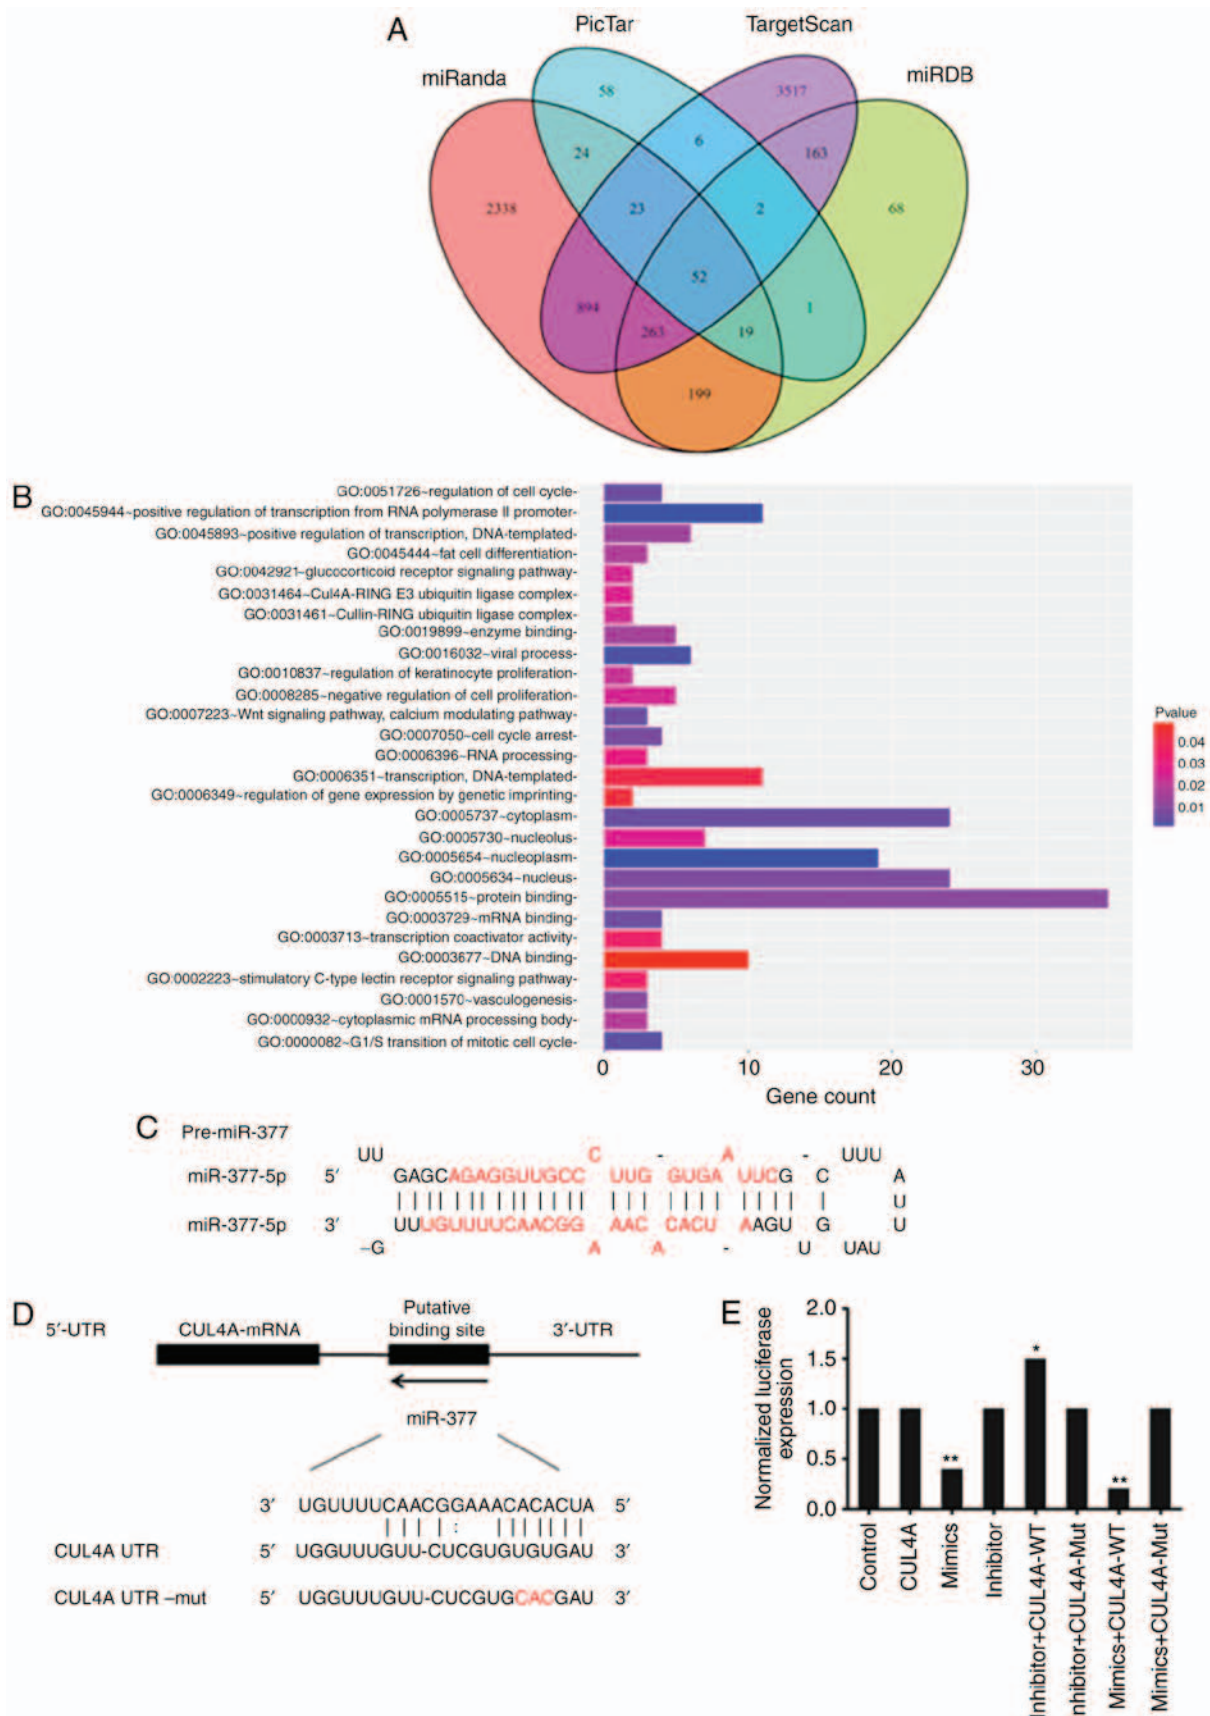 A
PicTar
TargetScan
miRanda
miRDB
58
3517
24
6
163
2338
23
2
68
52
894
263
19
1
199
B
GO:0051726~regulation of cell cycle-
GO:0045944~positive regulation of transcription from RNA polymerase II promoter-
GO:0045893~positive regulation of transcription, DNA-templated-
GO:0045444~fat cell differentiation-
GO:0042921~glucocorticoid receptor signaling pathway-
GO:0031464~Cul4A-RING E3 ubiquitin ligase complex-
GO:0031461~Cullin-RING ubiquitin ligase complex-
GO:0019899~enzyme binding-
GO:0016032~viral process-
GO:0010837~regulation of keratinocyte proliferation-
GO:0008285~negative regulation of cell proliferation-
GO:0007223~Wnt signaling pathway, calcium modulating pathway-
GO:0007050~cell cycle arrest-
GO:0006396~RNA processing-
GO:0006351~transcription, DNA-templated-
GO:0006349~regulation of gene expression by genetic imprinting-
GO:0005737~cytoplasm-
GO:0005730~nucleolus-
GO:0005654~nucleoplasm-
GO:0005634~nucleus-
GO:0005515~protein binding-
GO:0003729~mRNA binding-
GO:0003713~transcription coactivator activity-
GO:0003677~DNA binding-
GO:0002223~stimulatory C-type lectin receptor signaling pathway-
GO:0001570~vasculogenesis-
GO:0000932~cytoplasmic mRNA processing body-
GO:0000082~G1/S transition of mitotic cell cycle-
0 10 20 30
Gene count
Pvalue
0.04
0.03
0.02
0.01
C
Pre-miR-377
UU C - A - UUU
miR-377-5p 5′ GAGCAGAGGUUGCC UUG GUGA UUCG C A
U
miR-377-5p 3′ UUUGUUUUCAACGG AAC CACU AAGU G U
–G A A - U UAU
D
5′-UTR CUL4A-mRNA Putative binding site 3′-UTR
miR-377
3′ UGUUUUCAACGGAAACACACUA 5′
CUL4A UTR 5′ UGGUUUGUU-CUCGUGUGUGAU 3′
CUL4A UTR –mut 5′ UGGUUUGUU-CUCGUGCACGAU 3′
E
Normalized luciferase
expression
2.0
1.5
1.0
0.5
0.0
**
*
**
Control
CUL4A
Mimics
Inhibitor
Inhibitor+CUL4A-WT
Inhibitor+CUL4A-Mut
Mimics+CUL4A-WT
Mimics+CUL4A-Mut